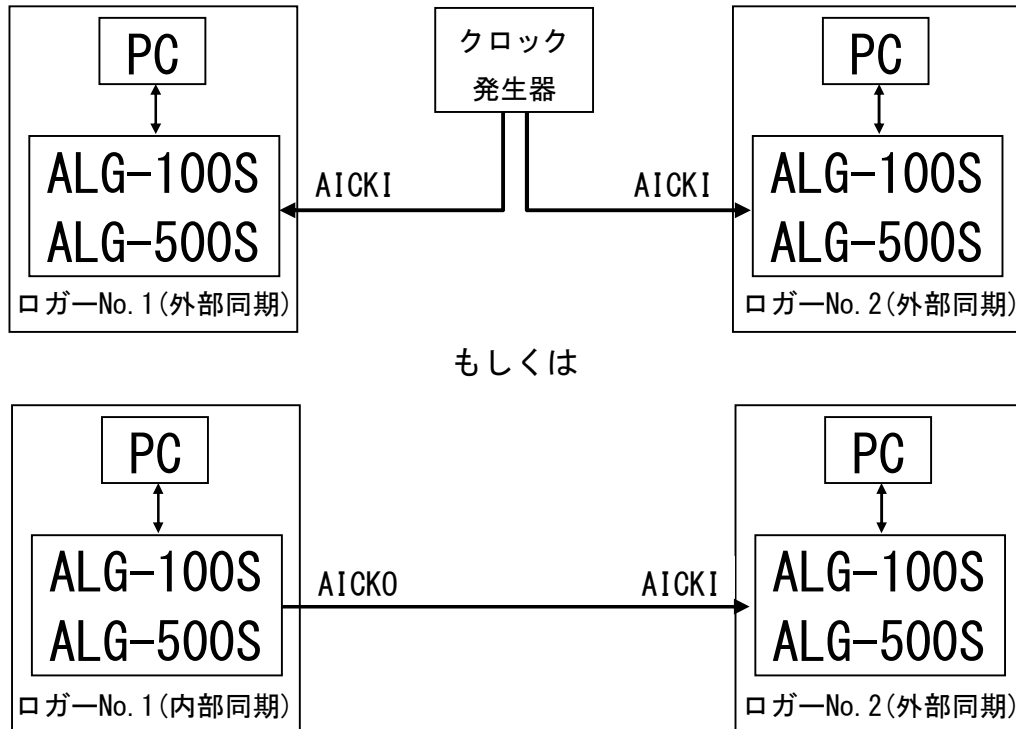 PC
クロック
発生器
PC
ALG-100S
ALG-500S
AICKI
AICKI
ALG-100S
ALG-500S
ロガーNo.1(外部同期)
ロガーNo.2(外部同期)
もしくは
PC
PC
ALG-100S
ALG-500S
AICKO
AICKI
ALG-100S
ALG-500S
ロガーNo.1(内部同期)
ロガーNo.2(外部同期)